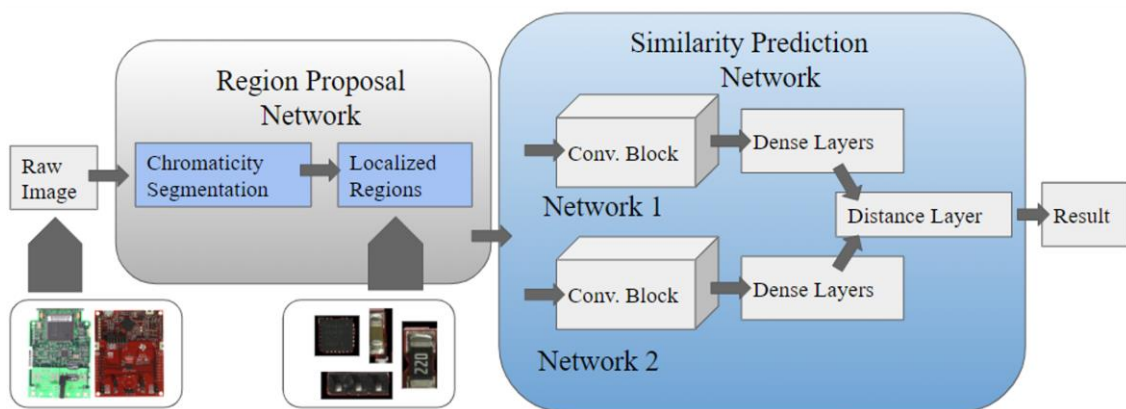 Region Proposal
Network
Raw
Image
Chromaticity
Segmentation
Localized
Regions
Similarity Prediction
Network
Conv. Block
Dense Layers
Network 1
Distance Layer
Result
Conv. Block
Dense Layers
Network 2
220